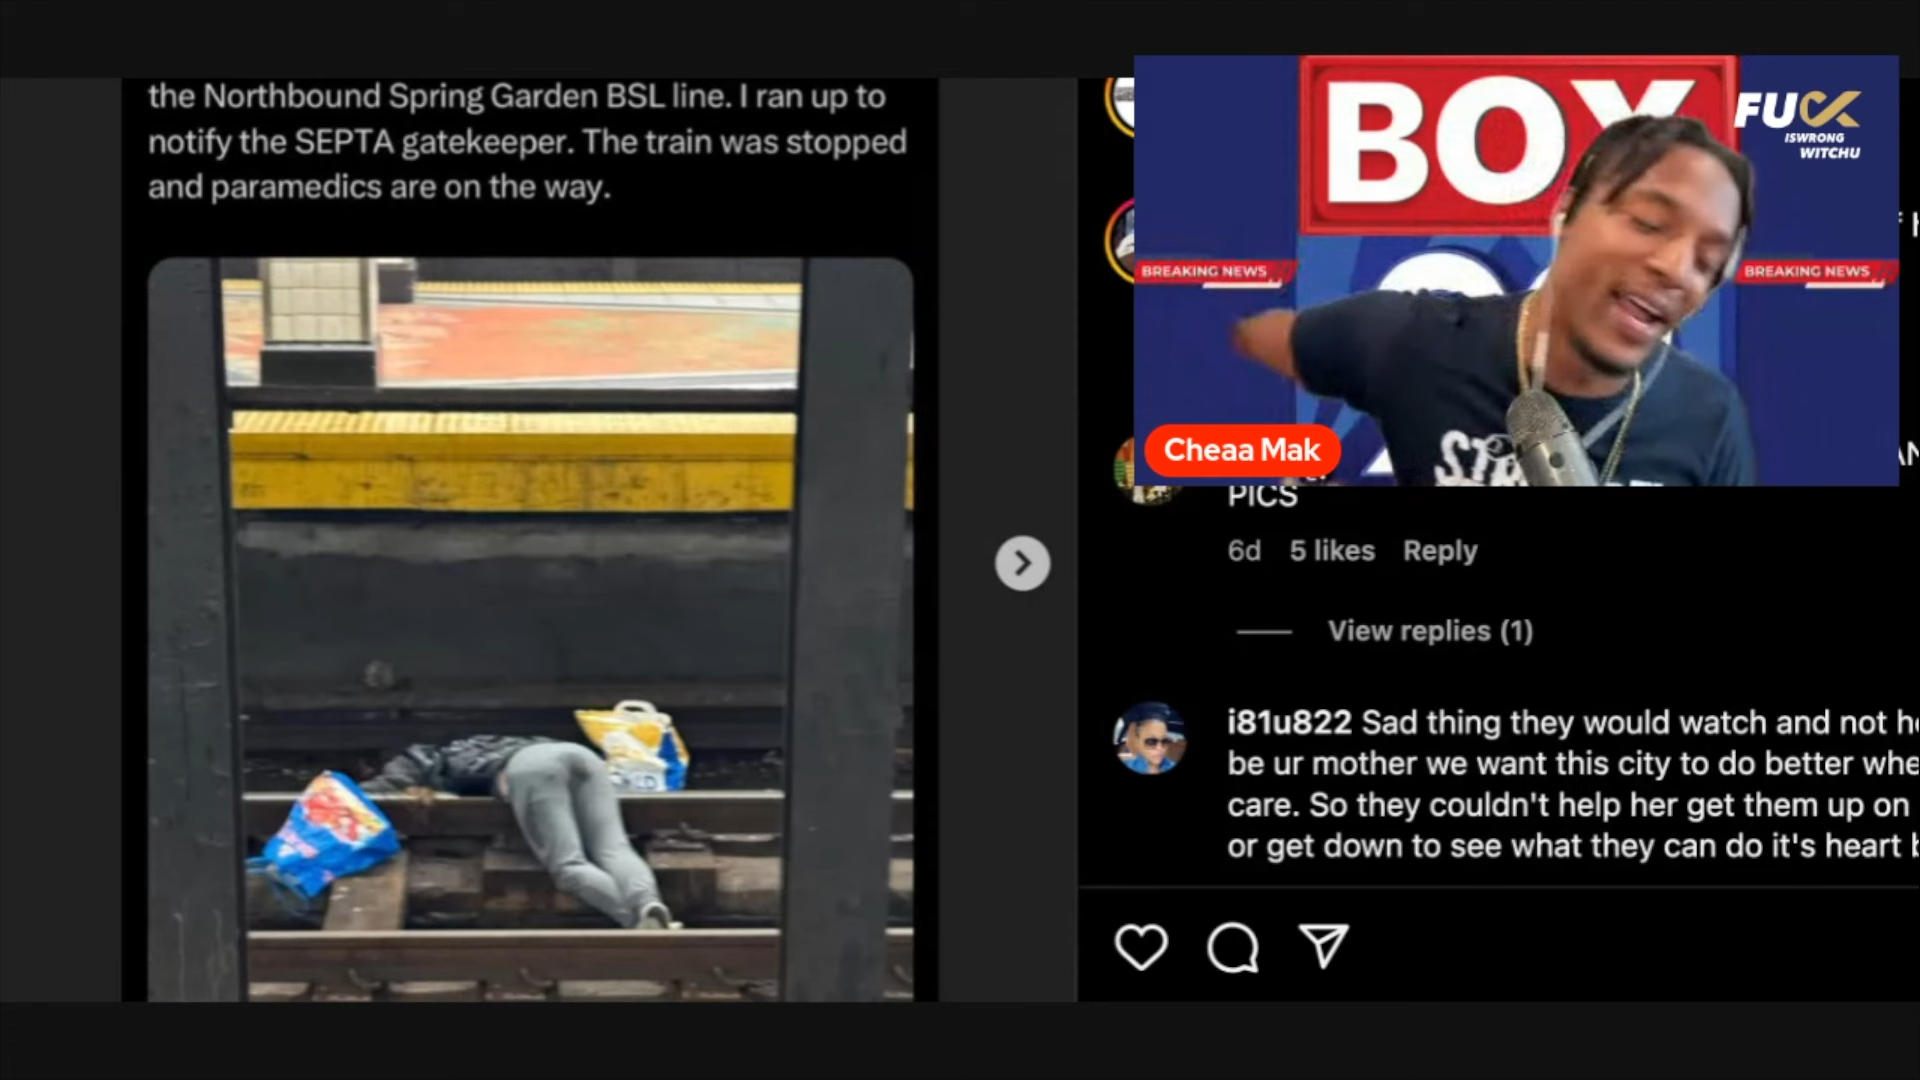 the Northbound Spring Garden BSL line. I ran up to
notify the SEPTA gatekeeper. The train was stopped
and paramedics are on the way.
BOX
FUCK
ISWRONG
WITCHU
BREAKING NEWS
BREAKING NEWS
Cheaa Mak
PICS
6d 5 likes Reply
View replies (1)
i81u822 Sad thing they would watch and not
be ur mother we want this city to do better
care. So they couldn't help her get them up on
or get down to see what they can do it's heart